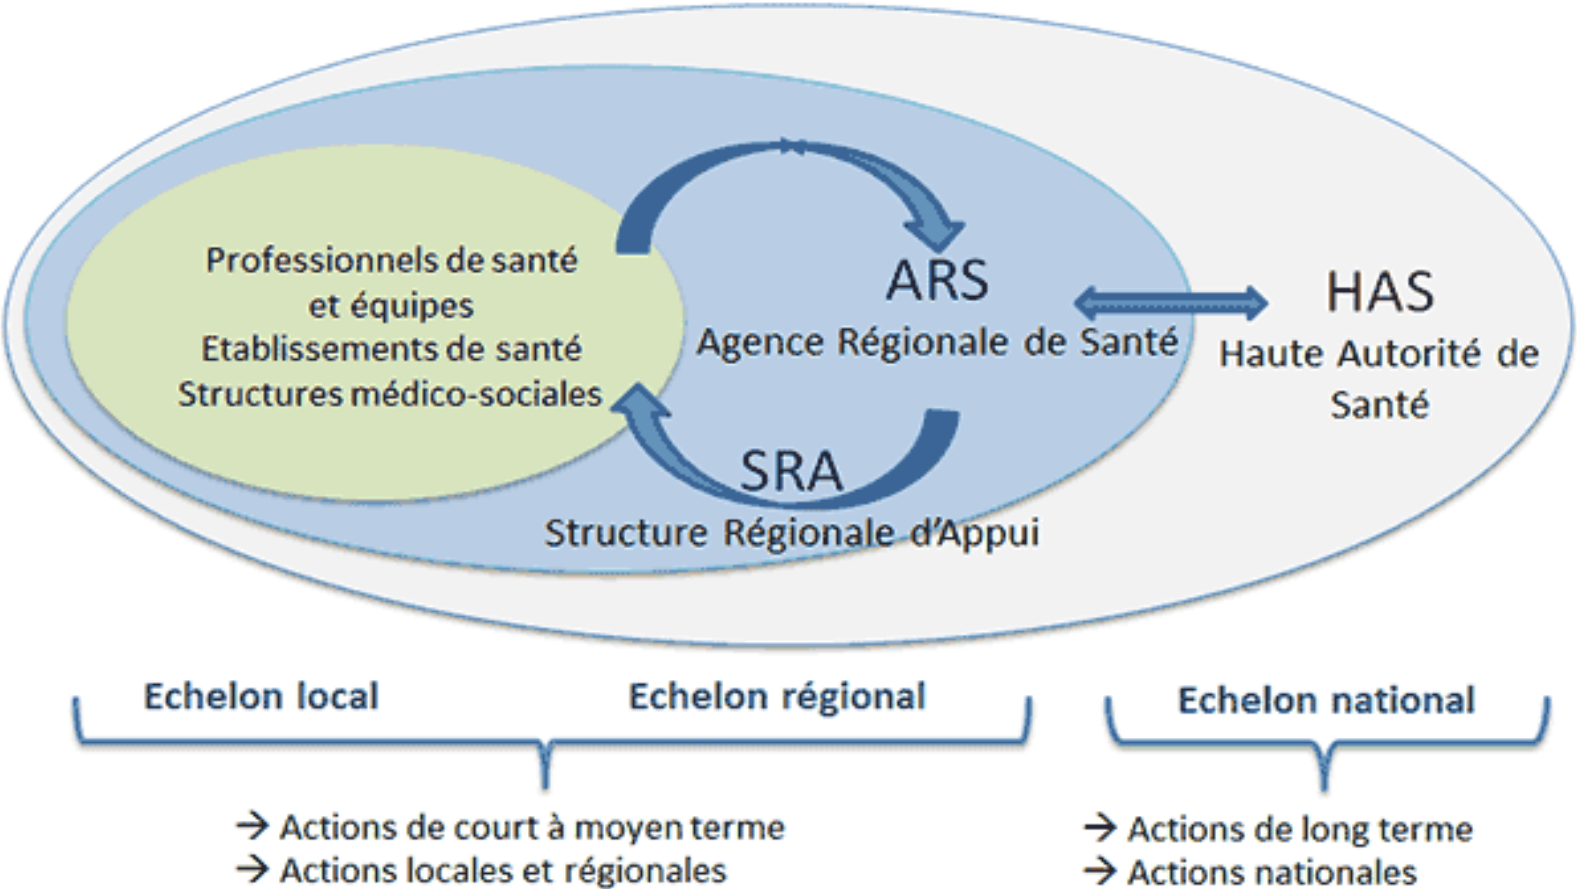 Professionnels de santé
et équipes
Etablissements de santé
Structures médico-sociales
ARS
Agence Régionale de Santé
SRA
Structure Régionale d'Appui
HAS
Haute Autorité de
Santé
Echelon local
Echelon régional
Echelon national
→ Actions de court à moyen terme
→ Actions locales et régionales
→ Actions de long terme
→ Actions nationales